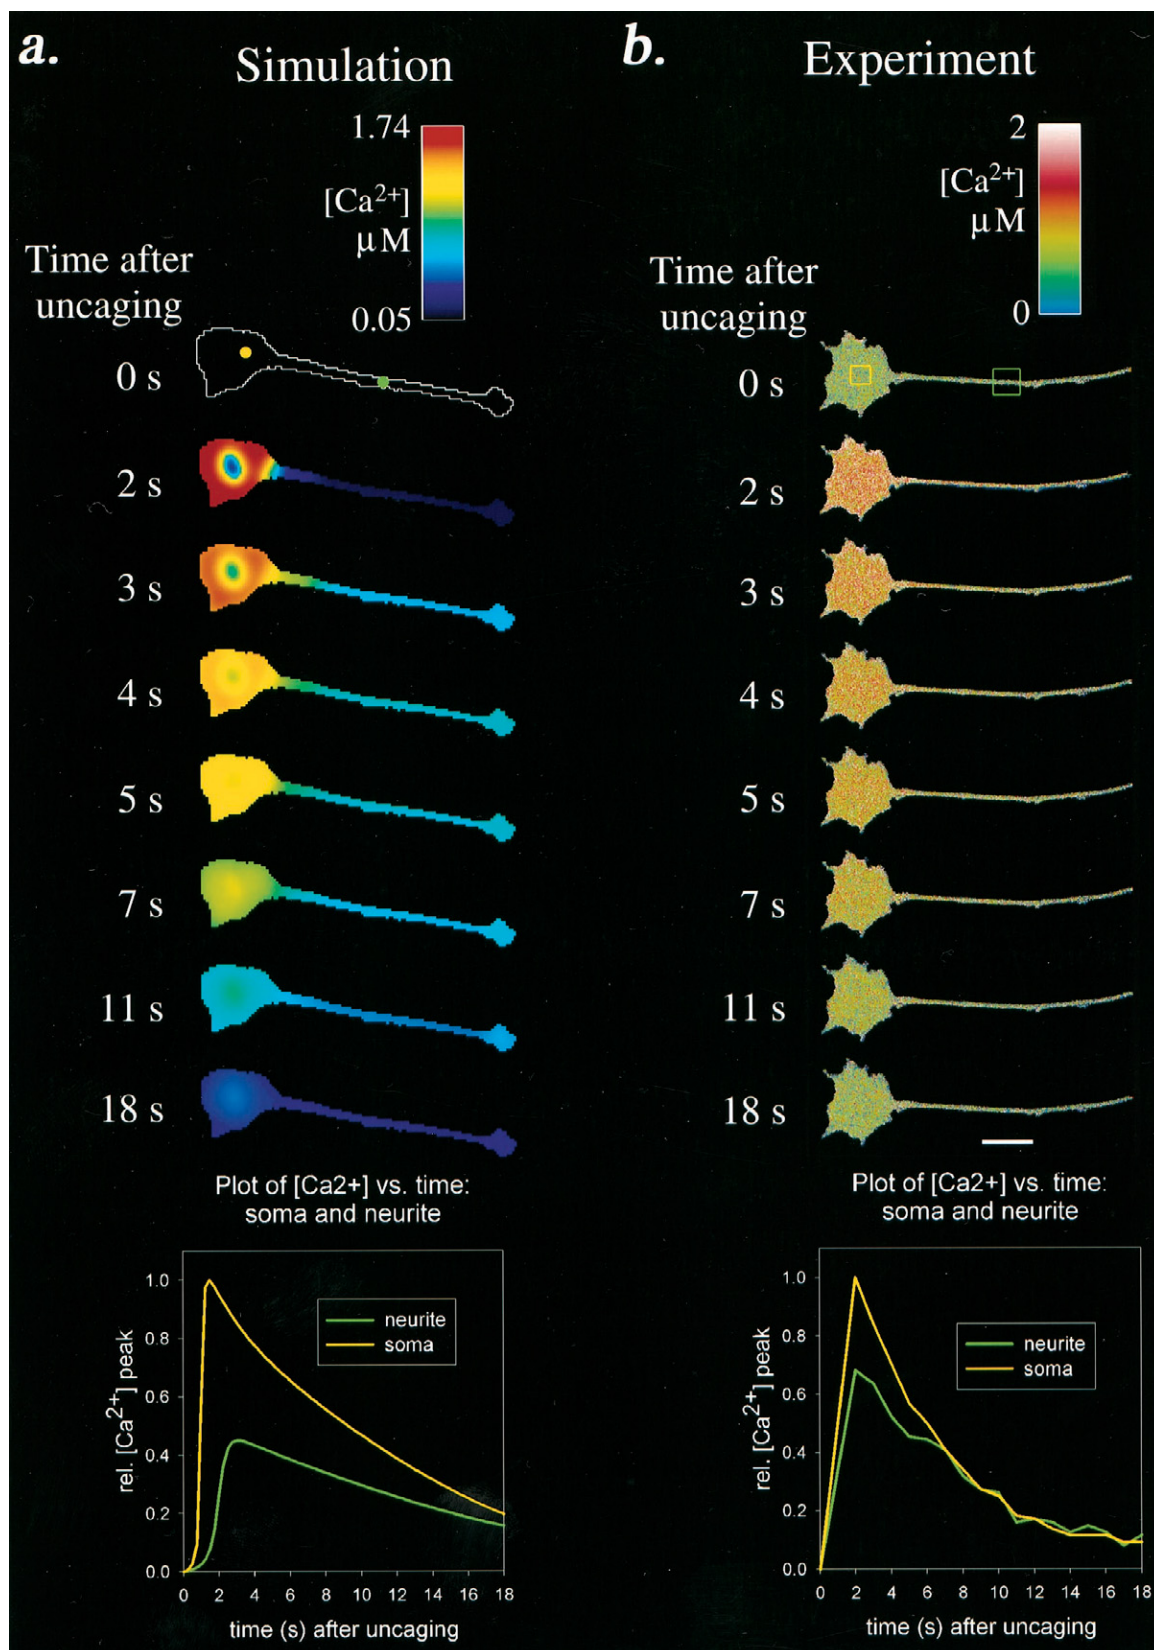 a.
Simulation
1.74
[Ca2+]
μM
0.05
Time after
uncaging
0 s
2 s
3 s
4 s
5 s
7 s
11 s
18 s
Plot of [Ca2+] vs. time:
soma and neurite
rel. [Ca2+] peak
1.0
0.8
0.6
0.4
0.2
0.0
neurite
soma
0 2 4 6 8 10 12 14 16 18
time (s) after uncaging
b.
Experiment
2
[Ca2+]
μM
0
Time after
uncaging
0 s
2 s
3 s
4 s
5 s
7 s
11 s
18 s
Plot of [Ca2+] vs. time:
soma and neurite
rel. [Ca2+] peak
1.0
0.8
0.6
0.4
0.2
0.0
neurite
soma
0 2 4 6 8 10 12 14 16 18
time (s) after uncaging